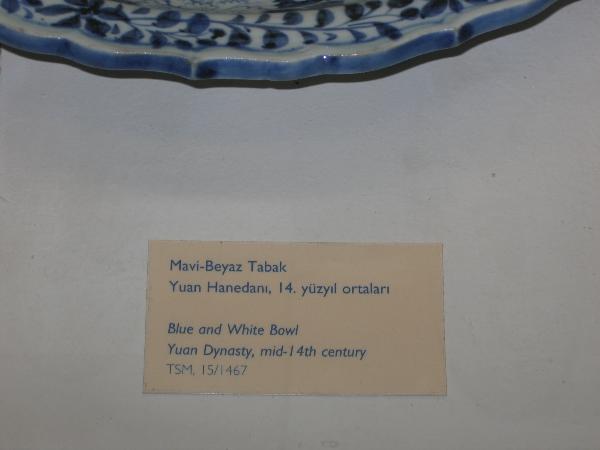 Mavi-Beyaz Tabak
Yuan Hanedanı, 14. yüzyıl ortaları
Blue and White Bowl
Yuan Dynasty, mid-14th century
TSM, 15/1467